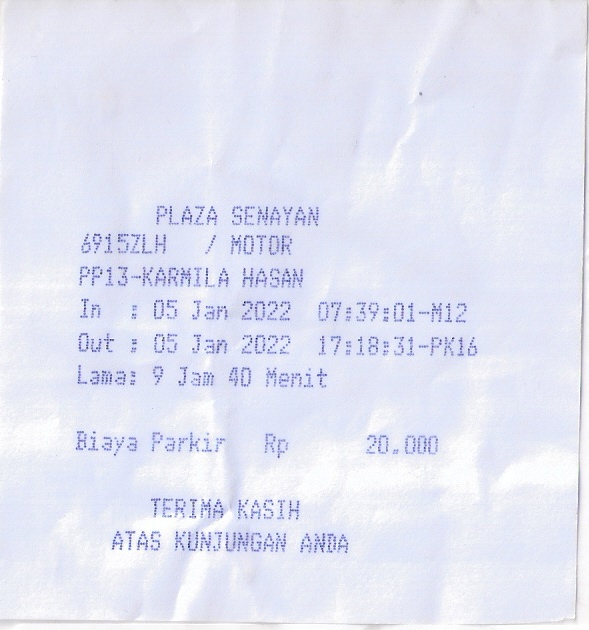 PLAZA SENAYAN
6915ZLH / MOTOR
PP13-KARMILA HASAN
In : 05 Jan 2022 07:39:01-M12
Out : 05 Jan 2022 17:18:31-PK16
Lama: 9 Jam 40 Menit
Biaya Parkir Rp 20.000
TERIMA KASIH
ATAS KUNJUNGAN ANDA